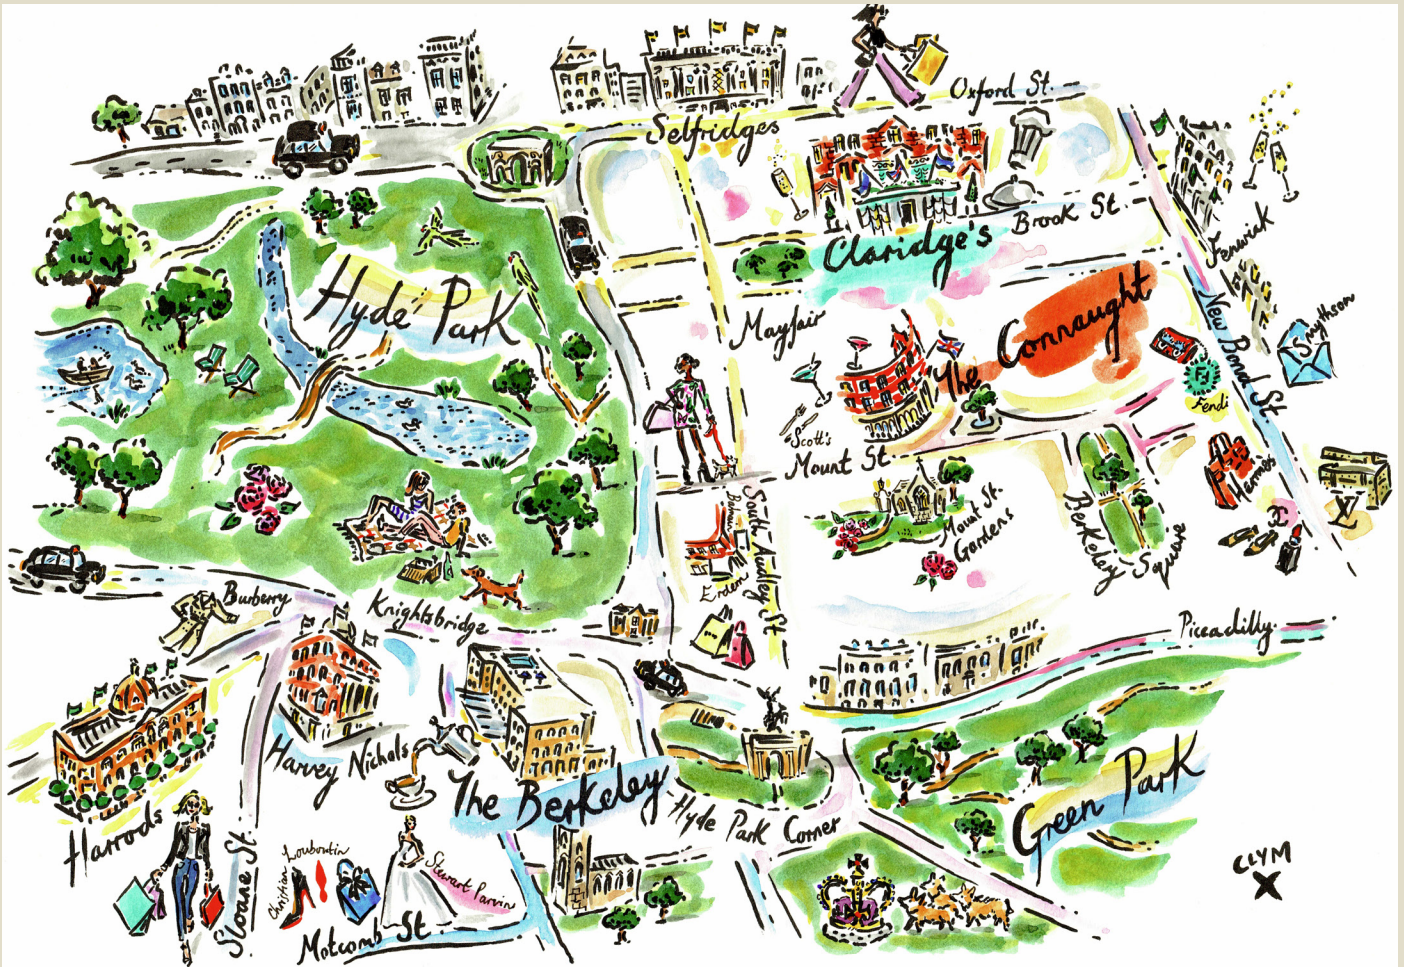 Oxford St.
Selfridges
Brook St
Claridge's
Fenwick
Hyde Park
Mayfair
The Connaught
New Bond St
Smythson
Fendi
Scott's
Mount St
Hermes
Mount St.
Gardens
Berkeley Square
South Audley St
Erdem
Burberry
Knightsbridge
Piccadilly
Harvey Nichols
The Berkeley
Hyde Park Corner
Green Park
Harrods
Sloane St
Christian Louboutin
Stewart Parvin
Motcomb St
CLYM
X